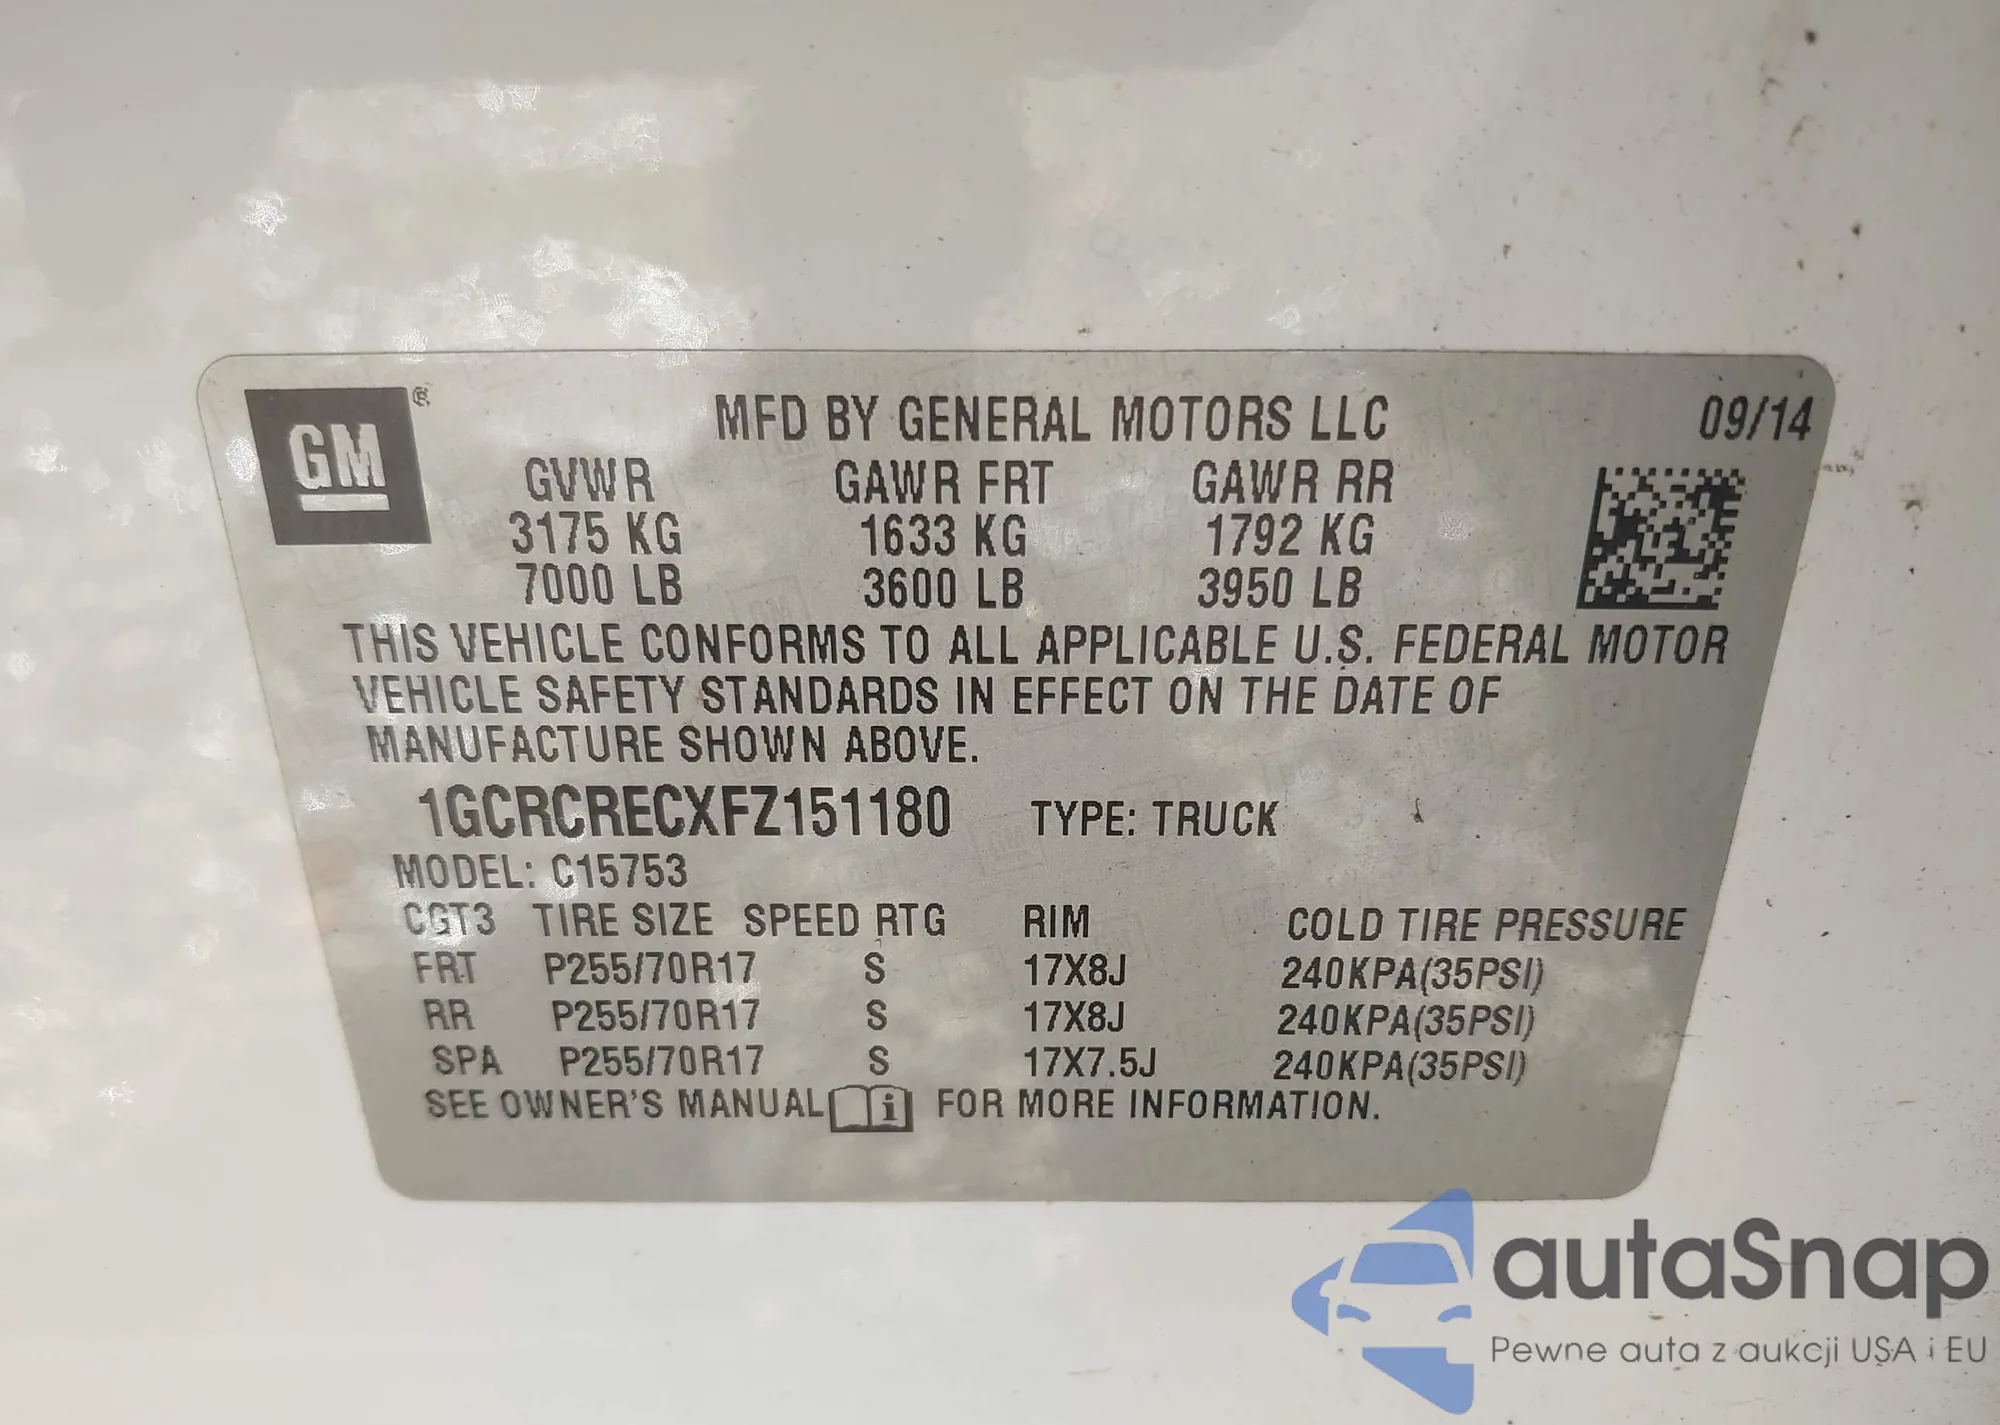 GM ®
MFD BY GENERAL MOTORS LLC 09/14
GVWR GAWR FRT GAWR RR
3175 KG 1633 KG 1792 KG
7000 LB 3600 LB 3950 LB
THIS VEHICLE CONFORMS TO ALL APPLICABLE U.S. FEDERAL MOTOR
VEHICLE SAFETY STANDARDS IN EFFECT ON THE DATE OF
MANUFACTURE SHOWN ABOVE.
1GCRCRECXFZ151180 TYPE: TRUCK
MODEL: C15753
CGT3 TIRE SIZE SPEED RTG RIM COLD TIRE PRESSURE
FRT P255/70R17 S 17X8J 240KPA(35PSI)
RR P255/70R17 S 17X8J 240KPA(35PSI)
SPA P255/70R17 S 17X7.5J 240KPA(35PSI)
SEE OWNER'S MANUAL i FOR MORE INFORMATION.
autaSnap
Pewne auta z aukcji USA i EU